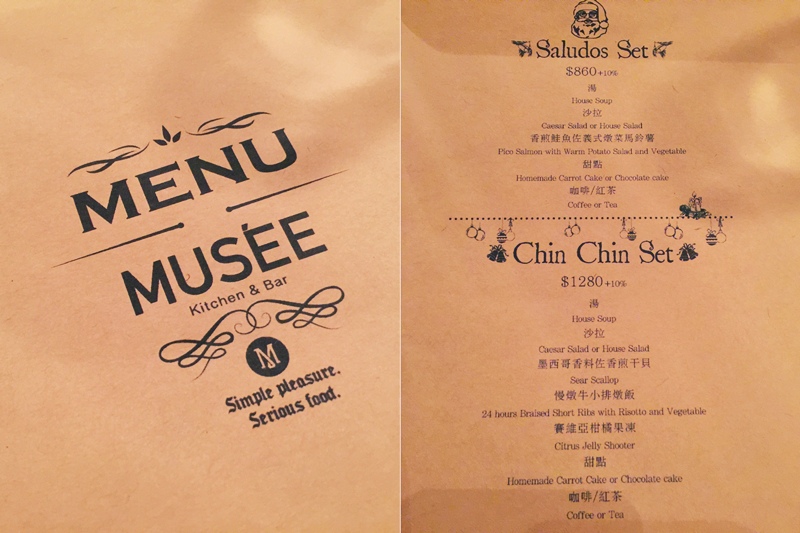 MENU
MUSÉE
Kitchen & Bar
M
Simple pleasure.
Serious food.
Saludos Set
$860+10%
湯
House Soup
沙拉
Caesar Salad or House Salad
香煎鮭魚佐義式燉菜馬鈴薯
Pico Salmon with Warm Potato Salad and Vegetable
甜點
Homemade Carrot Cake or Chocolate cake
咖啡/紅茶
Coffee or Tea
Chin Chin Set
$1280+10%
湯
House Soup
沙拉
Caesar Salad or House Salad
墨西哥香料佐香煎干貝
Sear Scallop
慢燉牛小排燉飯
24 hours Braised Short Ribs with Risotto and Vegetable
賽維亞柑橘果凍
Citrus Jelly Shooter
甜點
Homemade Carrot Cake or Chocolate cake
咖啡/紅茶
Coffee or Tea